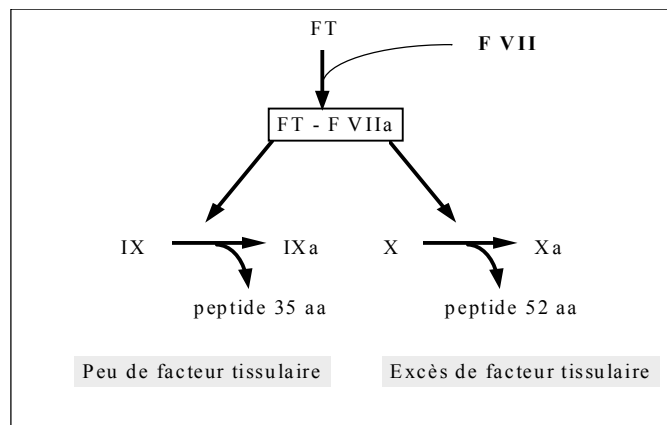 FT
F VII
FT - F VIIa
IX IXa X Xa
peptide 35 aa peptide 52 aa
Peu de facteur tissulaire Excès de facteur tissulaire